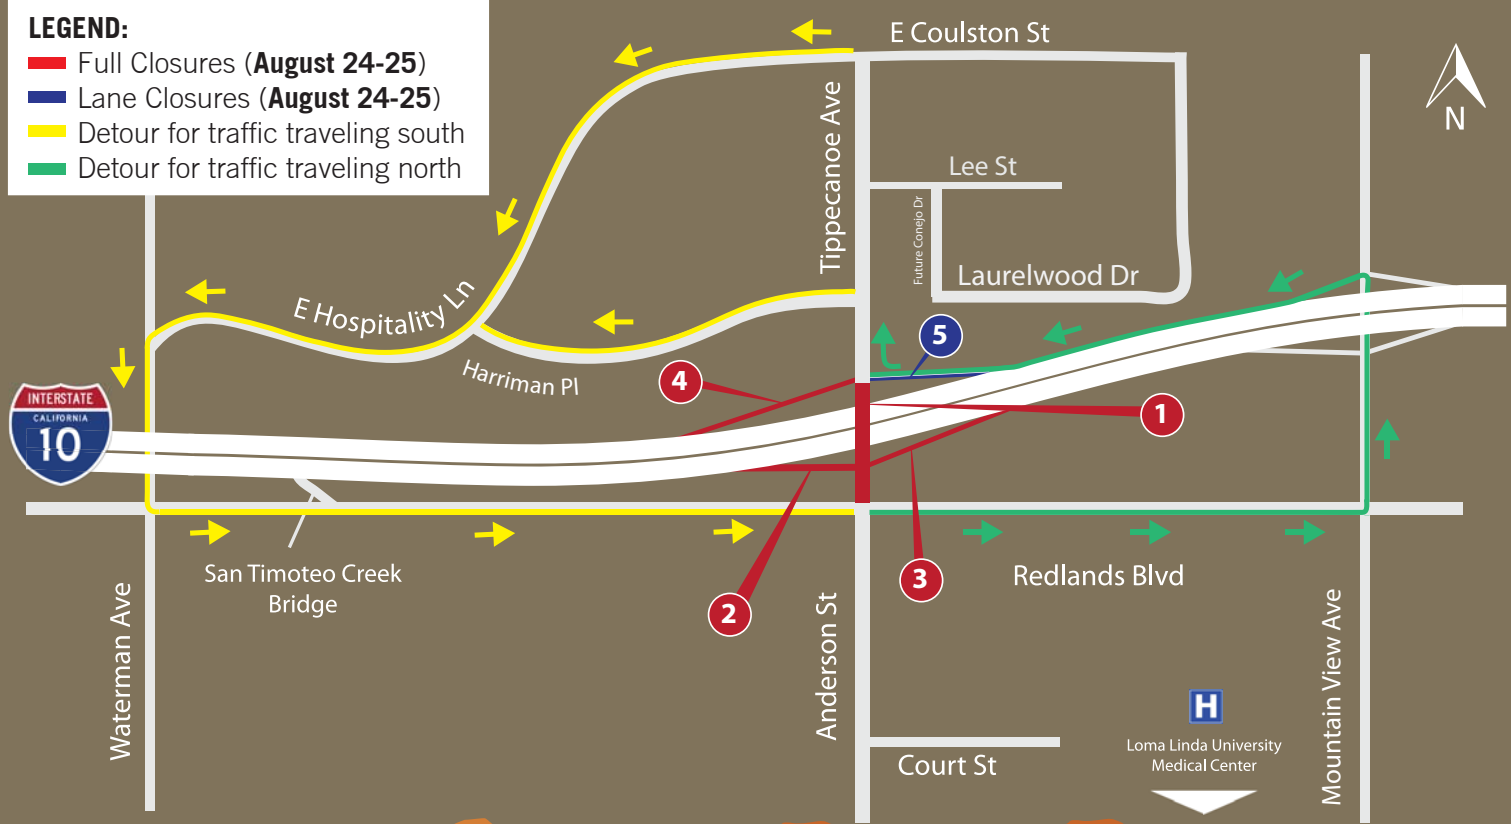 LEGEND:
Full Closures (August 24-25)
Lane Closures (August 24-25)
Detour for traffic traveling south
Detour for traffic traveling north
E Coulston St
N
Tippecanoe Ave
Lee St
Future Conejo Dr
Laurelwood Dr
E Hospitality Ln
Harriman Pl
5
4
1
INTERSTATE
CALIFORNIA
10
San Timoteo Creek
Bridge
2
3
Redlands Blvd
Waterman Ave
Anderson St
Mountain View Ave
H
Loma Linda University
Medical Center
Court St